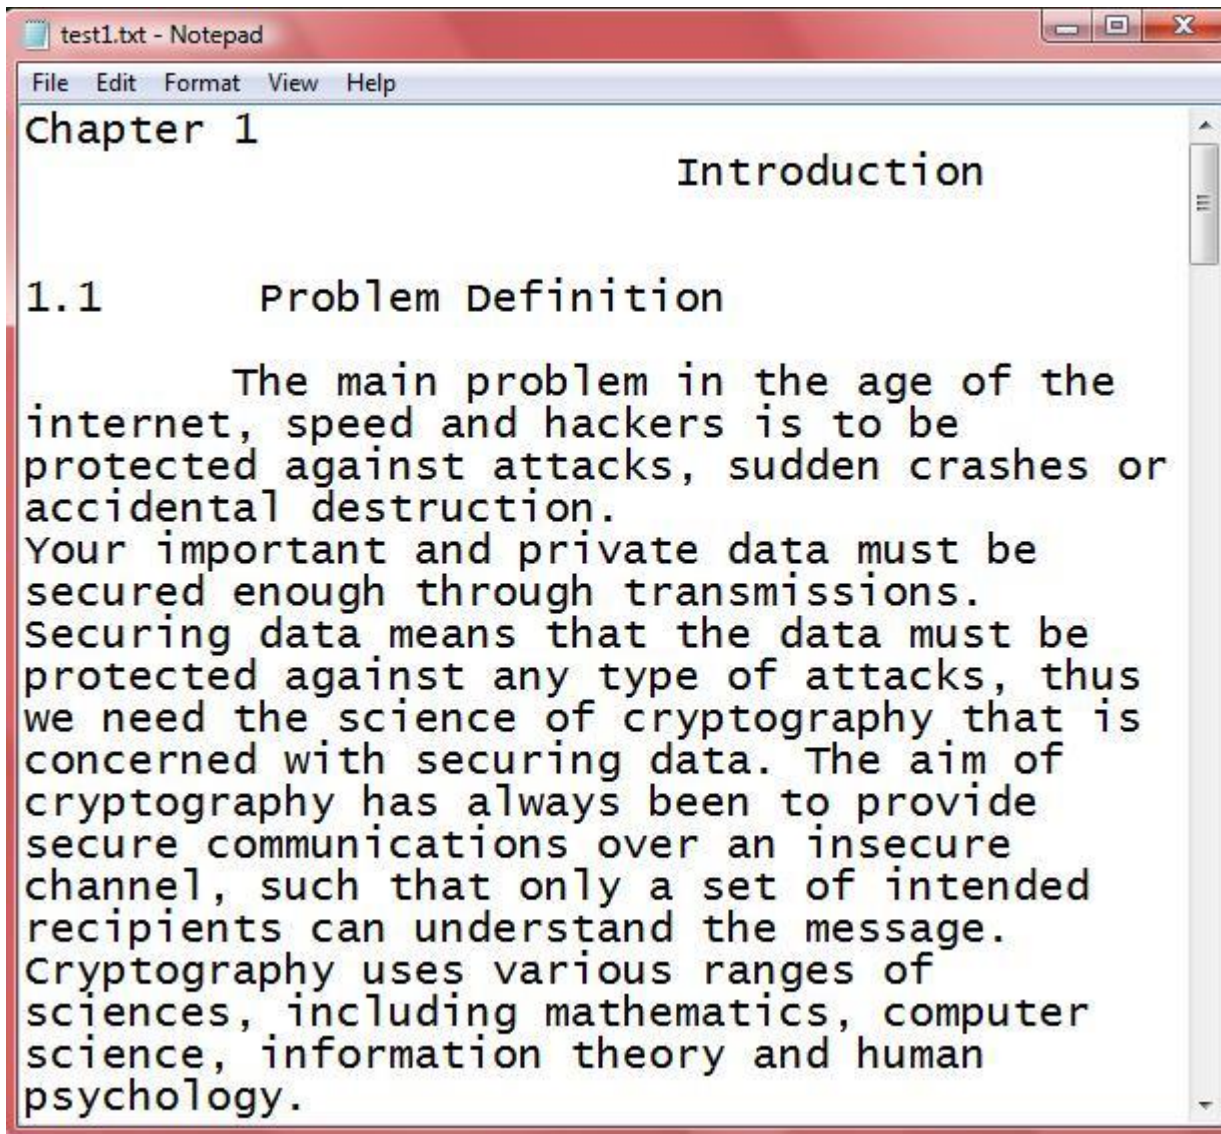 test1.txt - Notepad
File Edit Format View Help
Chapter 1
Introduction
1.1 Problem Definition
The main problem in the age of the
internet, speed and hackers is to be
protected against attacks, sudden crashes or
accidental destruction.
Your important and private data must be
secured enough through transmissions.
Securing data means that the data must be
protected against any type of attacks, thus
we need the science of cryptography that is
concerned with securing data. The aim of
cryptography has always been to provide
secure communications over an insecure
channel, such that only a set of intended
recipients can understand the message.
Cryptography uses various ranges of
sciences, including mathematics, computer
science, information theory and human
psychology.